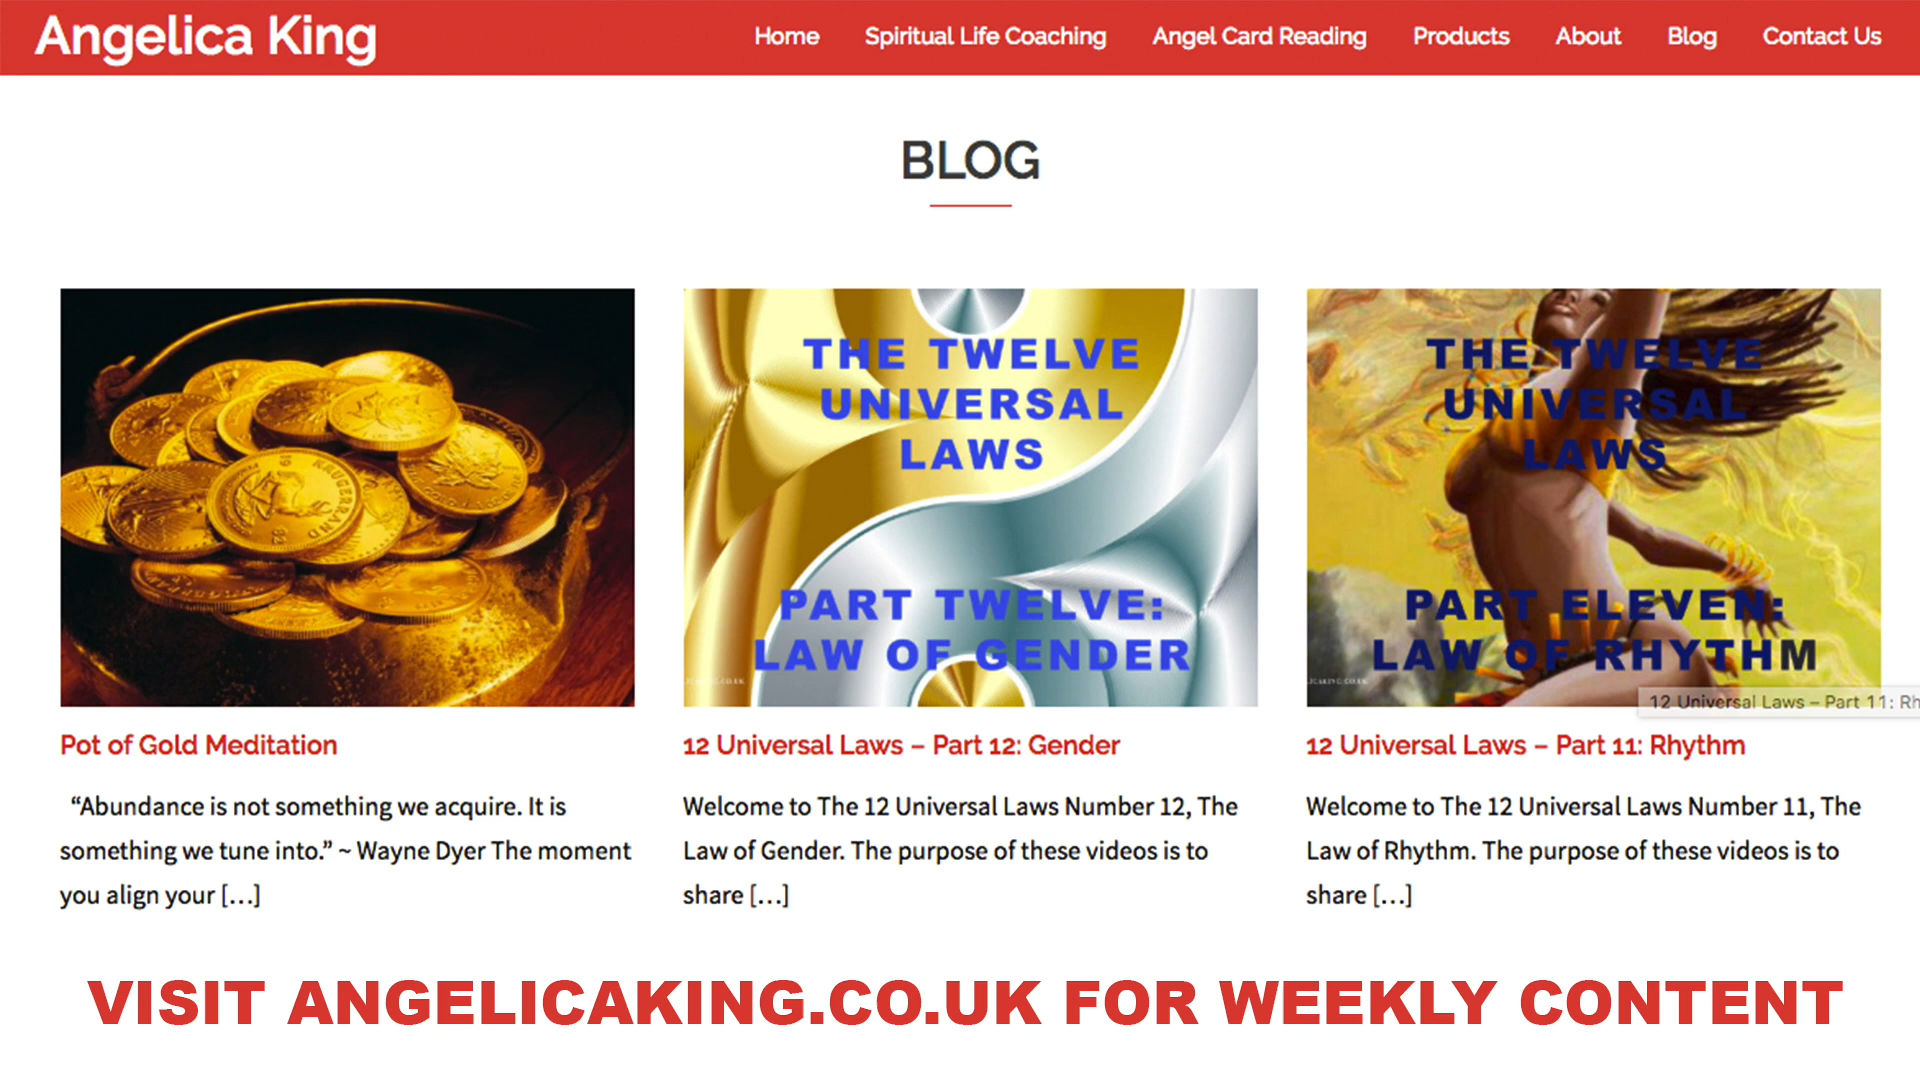 Angelica King
Home Spiritual Life Coaching Angel Card Reading Products About Blog Contact Us
BLOG
KRUGERRAND
19 92
THE TWELVE
UNIVERSAL
LAWS
PART TWELVE:
LAW OF GENDER
THE TWELVE
UNIVERSAL
LAWS
PART ELEVEN:
LAW OF RHYTHM
12 Universal Laws – Part 11: Rh
Pot of Gold Meditation
“Abundance is not something we acquire. It is
something we tune into.” ~ Wayne Dyer The moment
you align your […]
12 Universal Laws – Part 12: Gender
Welcome to The 12 Universal Laws Number 12, The
Law of Gender. The purpose of these videos is to
share […]
12 Universal Laws – Part 11: Rhythm
Welcome to The 12 Universal Laws Number 11, The
Law of Rhythm. The purpose of these videos is to
share […]
VISIT ANGELICAKING.CO.UK FOR WEEKLY CONTENT